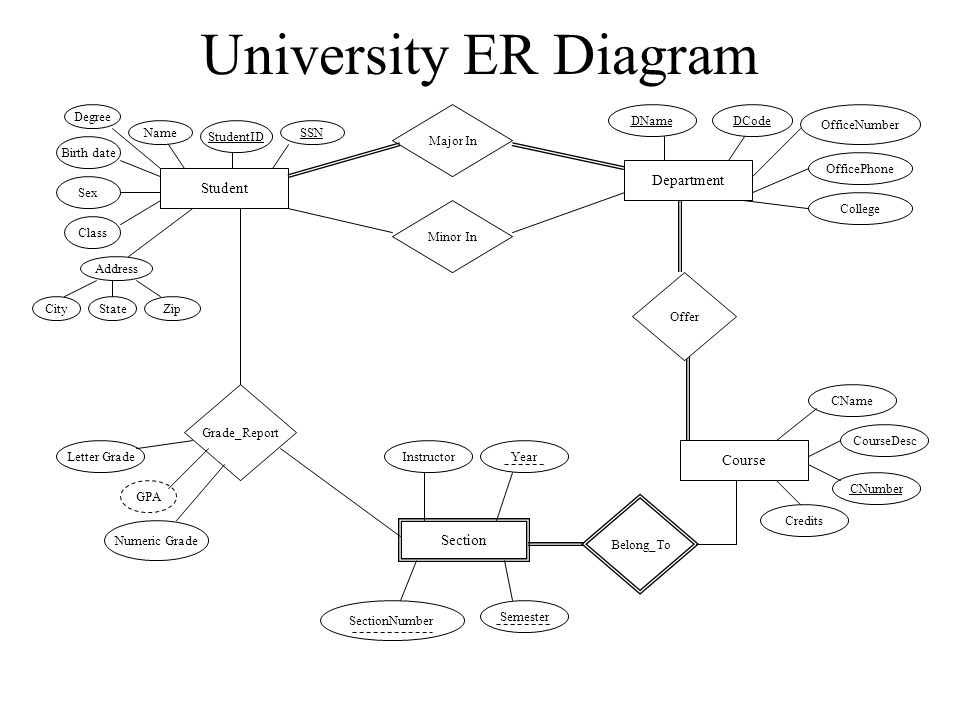 University ER Diagram
Degree
Name
StudentID
SSN
Major In
DName
DCode
OfficeNumber
Birth date
Student
Department
OfficePhone
Sex
Class
Minor In
College
Address
City
State
Zip
Offer
CName
Grade_Report
CourseDesc
Letter Grade
Instructor
Year
Course
GPA
CNumber
Credits
Numeric Grade
Section
Belong_To
SectionNumber
Semester